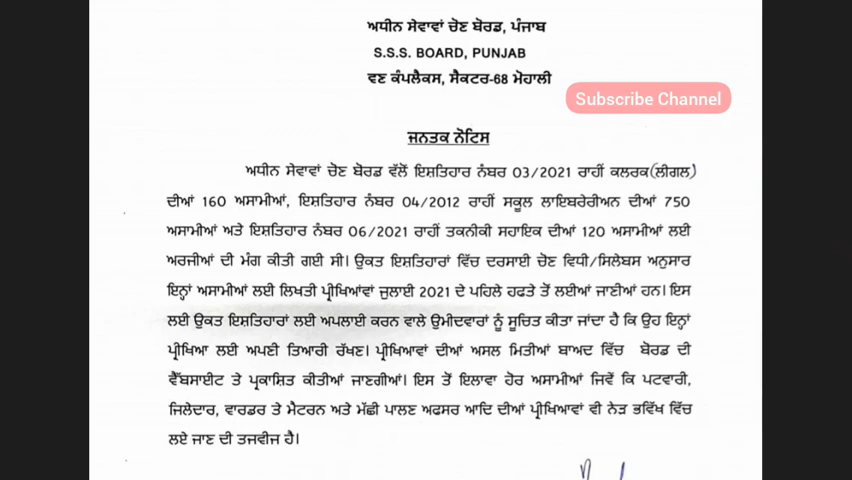 ਅਧੀਨ ਸੇਵਾਵਾਂ ਚੋਣ ਬੋਰਡ, ਪੰਜਾਬ
S.S.S. BOARD, PUNJAB
ਵਣ ਕੰਪਲੈਕਸ, ਸੈਕਟਰ-68 ਮੋਹਾਲੀ
Subscribe Channel
ਜਨਤਕ ਨੋਟਿਸ
ਅਧੀਨ ਸੇਵਾਵਾਂ ਚੋਣ ਬੋਰਡ ਵੱਲੋਂ ਇਸ਼ਤਿਹਾਰ ਨੰਬਰ 03/2021 ਰਾਹੀਂ ਕਲਰਕ(ਲੀਗਲ)
ਦੀਆਂ 160 ਅਸਾਮੀਆਂ, ਇਸ਼ਤਿਹਾਰ ਨੰਬਰ 04/2012 ਰਾਹੀਂ ਸਕੂਲ ਲਾਇਬਰੇਰੀਅਨ ਦੀਆਂ 750
ਅਸਾਮੀਆਂ ਅਤੇ ਇਸ਼ਤਿਹਾਰ ਨੰਬਰ 06/2021 ਰਾਹੀਂ ਤਕਨੀਕੀ ਸਹਾਇਕ ਦੀਆਂ 120 ਅਸਾਮੀਆਂ ਲਈ
ਅਰਜੀਆਂ ਦੀ ਮੰਗ ਕੀਤੀ ਗਈ ਸੀ। ਉਕਤ ਇਸ਼ਤਿਹਾਰਾਂ ਵਿੱਚ ਦਰਸਾਈ ਚੋਣ ਵਿਧੀ/ਸਿਲੇਬਸ ਅਨੁਸਾਰ
ਇਨ੍ਹਾਂ ਅਸਾਮੀਆਂ ਲਈ ਲਿਖਤੀ ਪ੍ਰੀਖਿਆਂਵਾਂ ਜੁਲਾਈ 2021 ਦੇ ਪਹਿਲੇ ਹਫਤੇ ਤੋਂ ਲਈਆਂ ਜਾਣੀਆਂ ਹਨ। ਇਸ
ਲਈ ਉਕਤ ਇਸ਼ਤਿਹਾਰਾਂ ਲਈ ਅਪਲਾਈ ਕਰਨ ਵਾਲੇ ਉਮੀਦਵਾਰਾਂ ਨੂੰ ਸੂਚਿਤ ਕੀਤਾ ਜਾਂਦਾ ਹੈ ਕਿ ਉਹ ਇਨ੍ਹਾਂ
ਪ੍ਰੀਖਿਆ ਲਈ ਅਪਣੀ ਤਿਆਰੀ ਰੱਖਣ। ਪ੍ਰੀਖਿਆਵਾਂ ਦੀਆਂ ਅਸਲ ਮਿਤੀਆਂ ਬਾਅਦ ਵਿੱਚ ਬੋਰਡ ਦੀ
ਵੈੱਬਸਾਈਟ ਤੇ ਪ੍ਰਕਾਸ਼ਿਤ ਕੀਤੀਆਂ ਜਾਣਗੀਆਂ। ਇਸ ਤੋਂ ਇਲਾਵਾ ਹੋਰ ਅਸਾਮੀਆਂ ਜਿਵੇਂ ਕਿ ਪਟਵਾਰੀ,
ਜਿਲੇਦਾਰ, ਵਾਰਡਰ ਤੇ ਮੈਟਰਨ ਅਤੇ ਮੱਛੀ ਪਾਲਣ ਅਫਸਰ ਆਦਿ ਦੀਆਂ ਪ੍ਰੀਖਿਆਵਾਂ ਵੀ ਨੇੜ ਭਵਿੱਖ ਵਿੱਚ
ਲਏ ਜਾਣ ਦੀ ਤਜਵੀਜ ਹੈ।